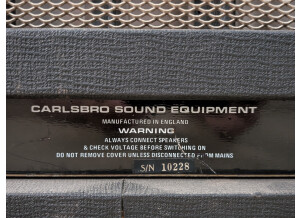 CARLSBRO SOUND EQUIPMENT
MANUFACTURED IN ENGLAND
WARNING
ALWAYS CONNECT SPEAKERS
& CHECK VOLTAGE BEFORE SWITCHING ON
DO NOT REMOVE COVER UNLESS DISCONNECTED FROM MAINS
S/N 10228